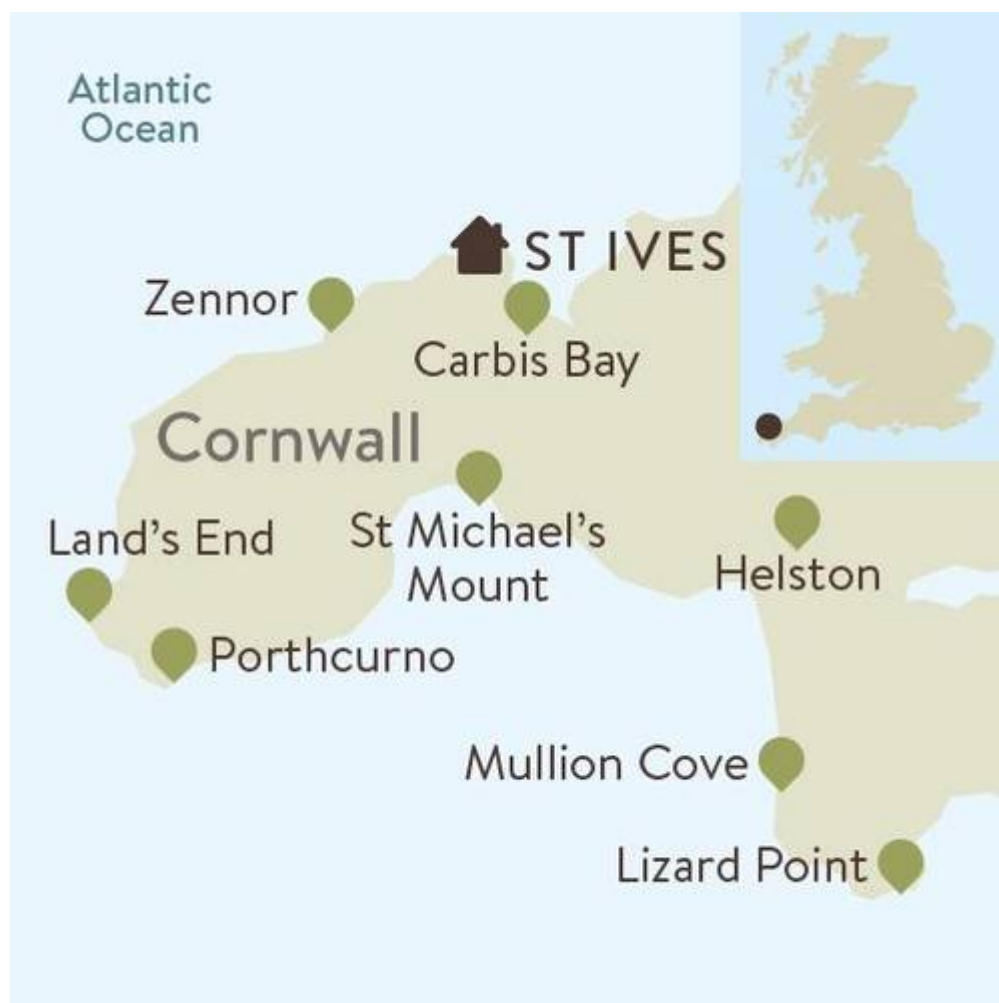 Atlantic
Ocean
ST IVES
Zennor
Carbis Bay
Cornwall
Land's End
St Michael's
Mount
Helston
Porthcurno
Mullion Cove
Lizard Point